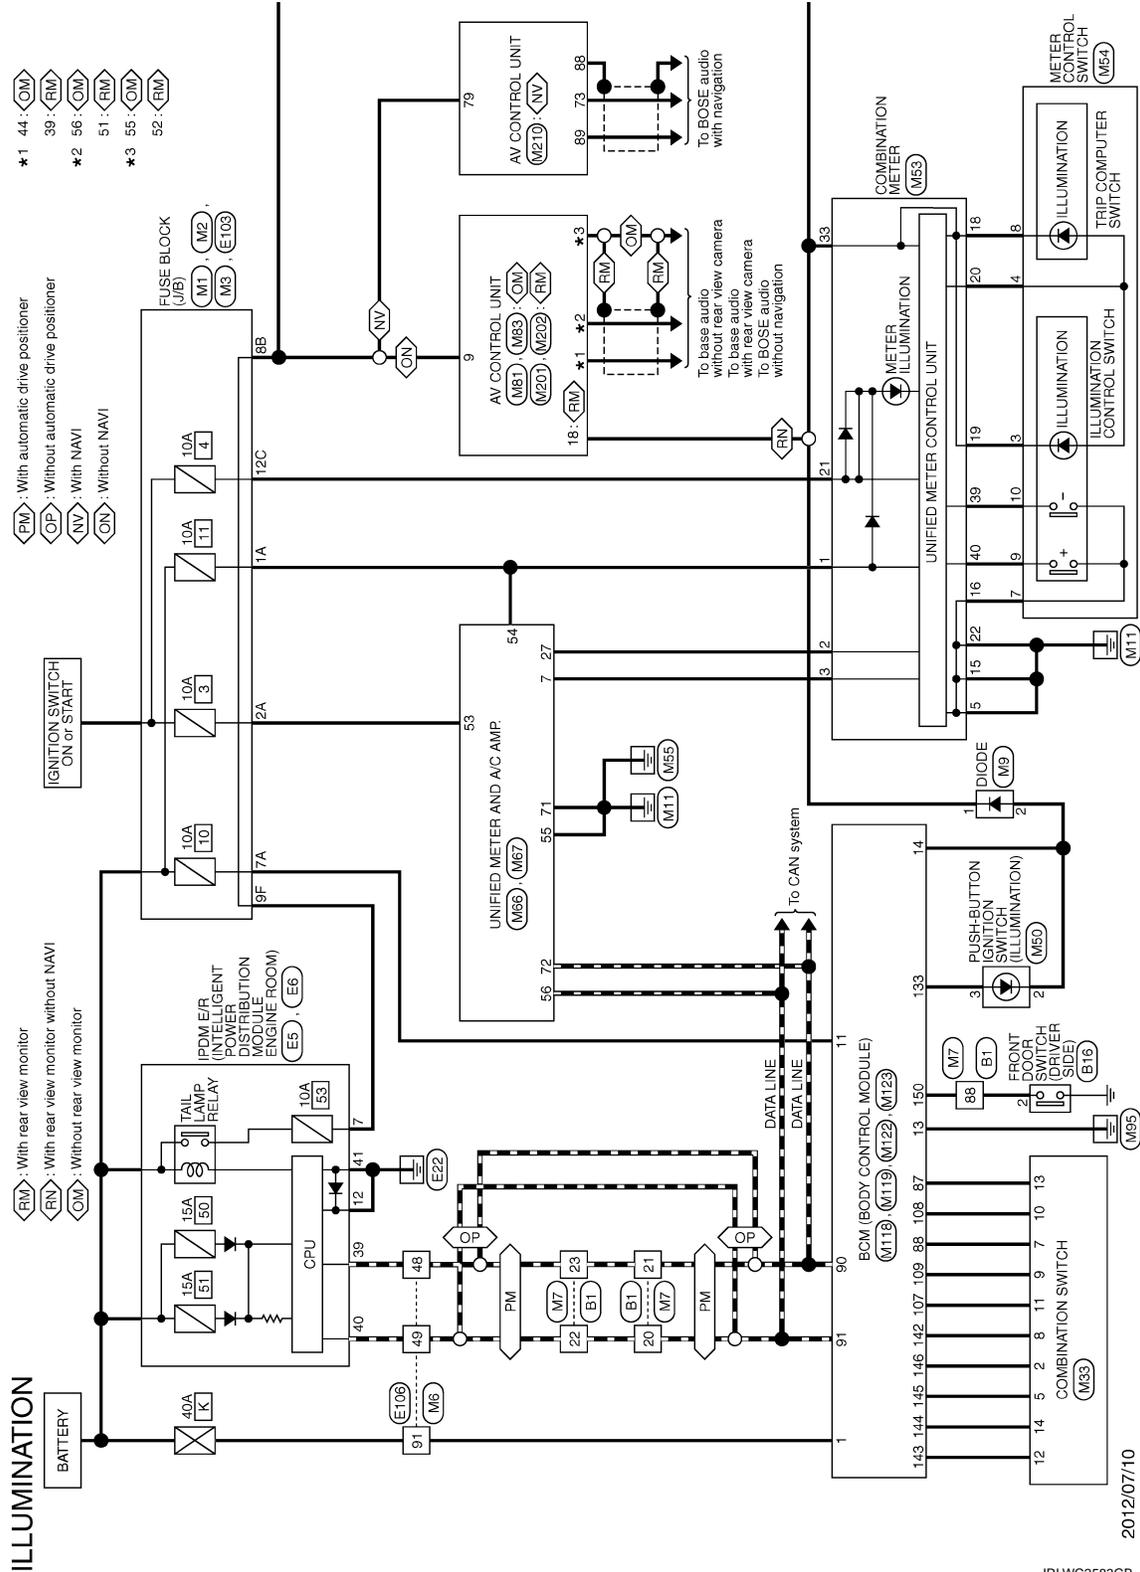 ILLUMINATION
BATTERY
IGNITION SWITCH
ON or START
RM : With rear view monitor
RN : With rear view monitor without NAVI
OM : Without rear view monitor
PM : With automatic drive positioner
OP : Without automatic drive positioner
NV : With NAVI
ON : Without NAVI
*1 44 : OM
39 : RM
*2 56 : OM
51 : RM
*3 55 : OM
52 : RM
40A
K
15A
51
15A
50
TAIL
LAMP
RELAY
10A
53
CPU
IPDM E/R
(INTELLIGENT
POWER
DISTRIBUTION
MODULE
ENGINE ROOM)
E5 , E6
40
39
12
41
7
E22
10A
10
10A
3
10A
11
10A
4
FUSE BLOCK
(J/B)
M1 , M2 ,
M3 , E103
9F
7A
2A
1A
12C
8B
E106
M6
91
49
48
OP
PM
22
23
M7
B1
20
21
B1
M7
PM
OP
56
72
55
71
7
27
53
54
UNIFIED METER AND A/C AMP.
M66 , M67
M11
M55
NV
ON
9
AV CONTROL UNIT
M81 , M83 : OM
M201 , M202 : RM
18 : RM
*1
*2
*3
RM
OM
RM
To base audio
without rear view camera
To base audio
with rear view camera
To BOSE audio
without navigation
79
AV CONTROL UNIT
M210 : NV
89
73
88
To BOSE audio
with navigation
RN
DATA LINE
DATA LINE
To CAN system
1
91
90
11
BCM (BODY CONTROL MODULE)
M118 , M119 , M122 , M123
143
144
145
146
142
107
109
88
108
87
13
150
133
14
12
14
5
2
8
11
9
7
10
13
COMBINATION SWITCH
M33
M95
88
M7
B1
2
FRONT
DOOR
SWITCH
(DRIVER
SIDE)
B16
3
2
PUSH-BUTTON
IGNITION
SWITCH
(ILLUMINATION)
M50
1
2
DIODE
M9
3
2
1
21
33
COMBINATION
METER
M53
METER
ILLUMINATION
UNIFIED METER CONTROL UNIT
5
15
22
16
40
39
19
20
18
M11
7
9
10
3
4
8
+
-
ILLUMINATION
ILLUMINATION
CONTROL SWITCH
ILLUMINATION
TRIP COMPUTER
SWITCH
METER
CONTROL
SWITCH
M54
2012/07/10